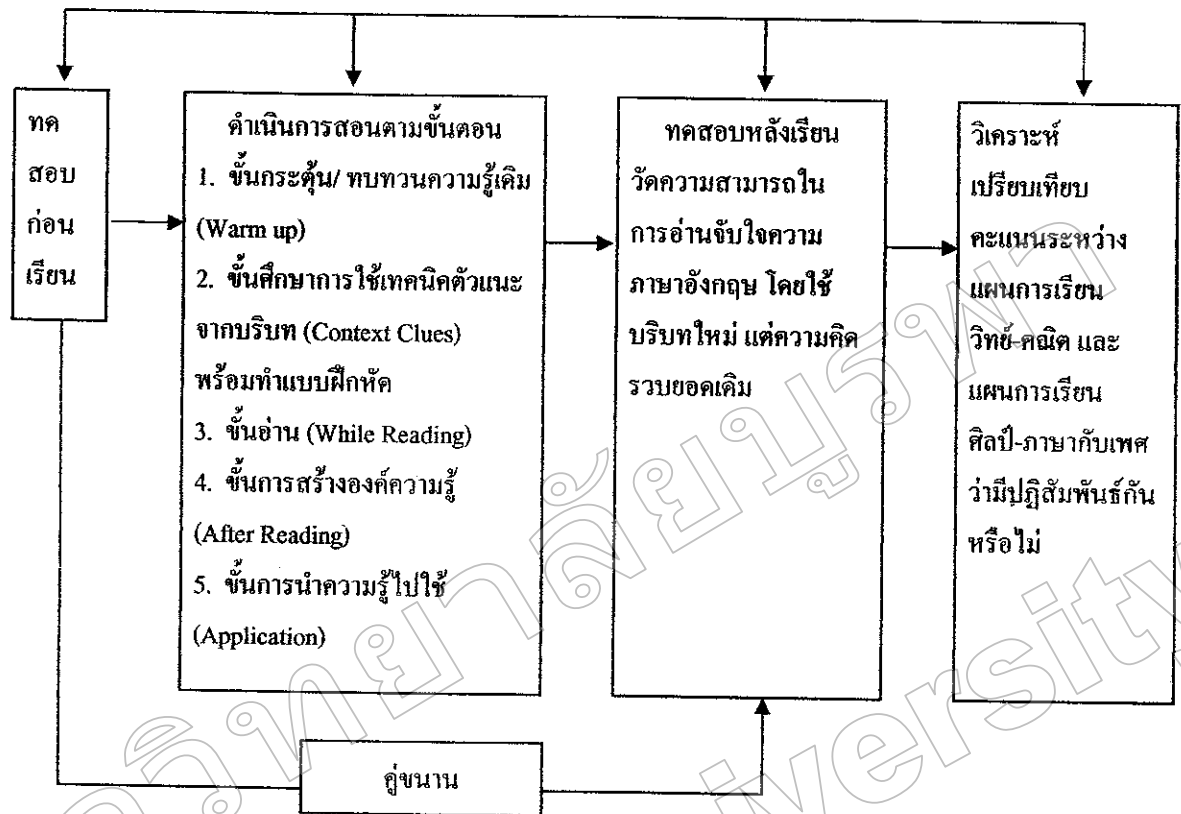 ทด
สอบ
ก่อน
เรียน
ดำเนินการสอนตามขั้นตอน
1. ขั้นกระตุ้น/ ทบทวนความรู้เดิม
(Warm up)
2. ขั้นศึกษาการใช้เทคนิคตัวแนะ
จากบริบท (Context Clues)
พร้อมทำแบบฝึกหัด
3. ขั้นอ่าน (While Reading)
4. ขั้นการสร้างองค์ความรู้
(After Reading)
5. ขั้นการนำความรู้ไปใช้
(Application)
ทดสอบหลังเรียน
วัดความสามารถใน
การอ่านจับใจความ
ภาษาอังกฤษ โดยใช้
บริบทใหม่ แต่ความคิด
รวบยอดเดิม
วิเคราะห์
เปรียบเทียบ
คะแนนระหว่าง
แผนการเรียน
วิทย์-คณิต และ
แผนการเรียน
ศิลป์-ภาษากับเพศ
ว่ามีปฏิสัมพันธ์กัน
หรือไม่
คู่ขนาน
วิทยาลัยบูรพา
iversity